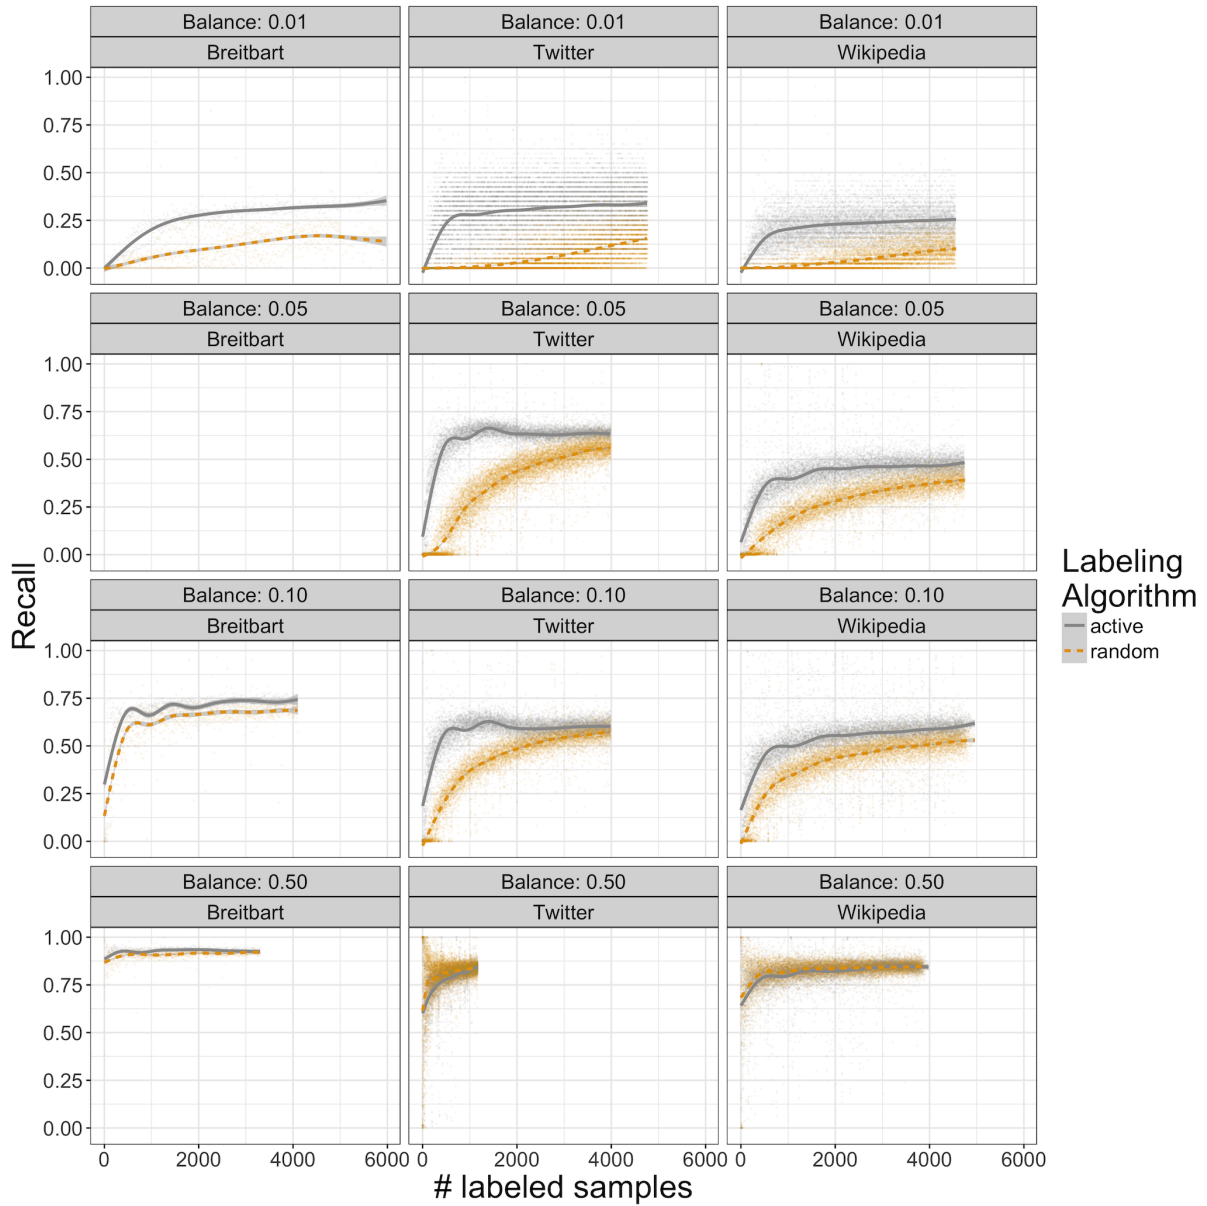 Balance: 0.01 Balance: 0.01 Balance: 0.01
Breitbart Twitter Wikipedia
1.00
0.75
0.50
0.25
0.00
Balance: 0.05 Balance: 0.05 Balance: 0.05
Breitbart Twitter Wikipedia
1.00
0.75
0.50
0.25
0.00
Balance: 0.10 Balance: 0.10 Balance: 0.10
Breitbart Twitter Wikipedia
1.00
0.75
0.50
0.25
0.00
Balance: 0.50 Balance: 0.50 Balance: 0.50
Breitbart Twitter Wikipedia
1.00
0.75
0.50
0.25
0.00
0 2000 4000 6000 0 2000 4000 6000 0 2000 4000 6000
# labeled samples
Recall
Labeling
Algorithm
active
random